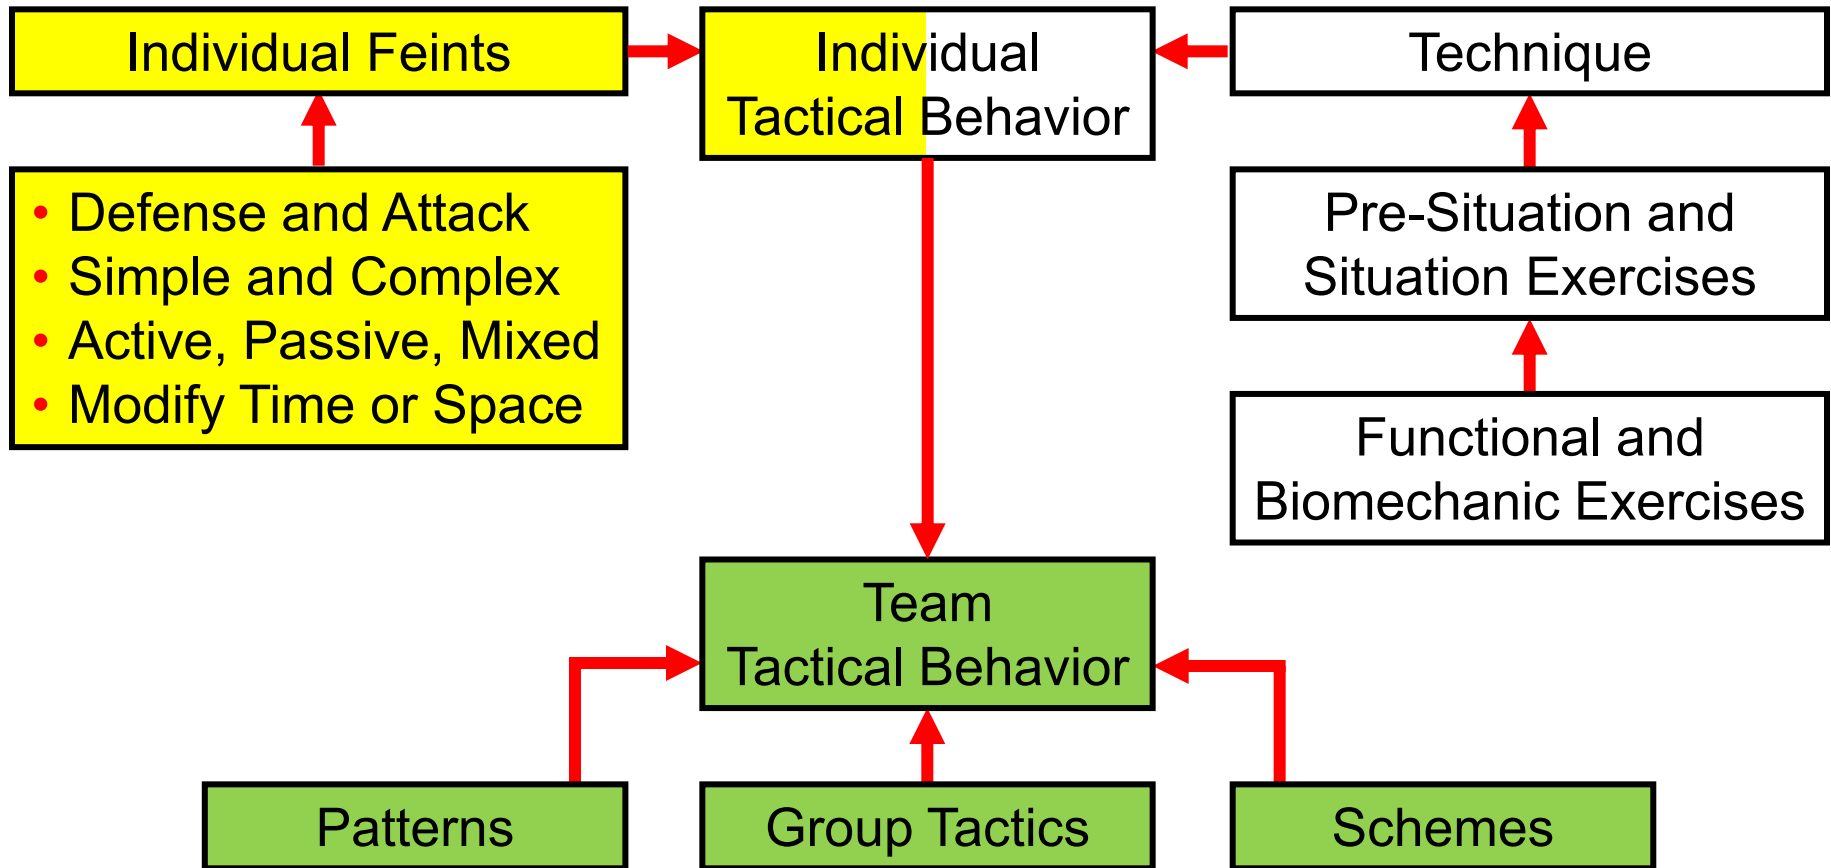 Individual Feints
Individual
Tactical Behavior
Technique
• Defense and Attack
• Simple and Complex
• Active, Passive, Mixed
• Modify Time or Space
Pre-Situation and
Situation Exercises
Functional and
Biomechanic Exercises
Team
Tactical Behavior
Patterns
Group Tactics
Schemes